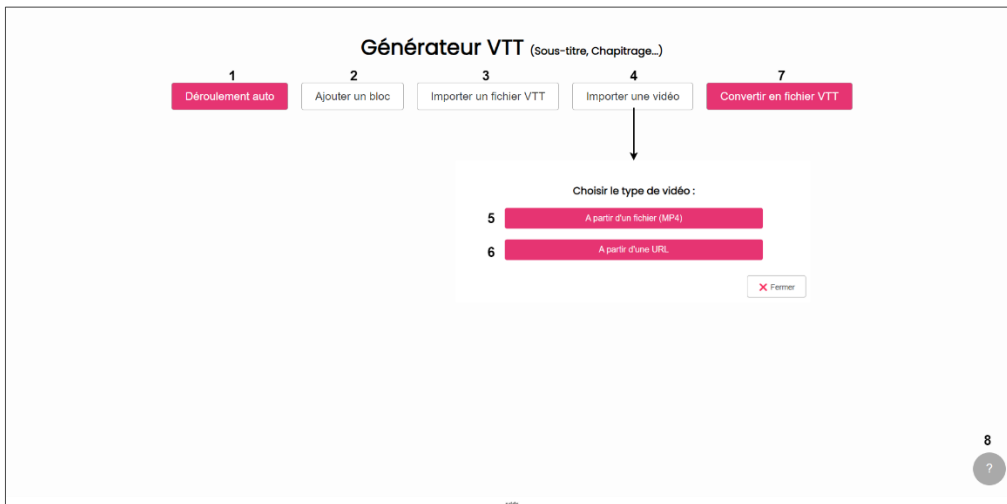 Générateur VTT (Sous-titre, Chapitrage...)
1 2 3 4 7
Déroulement auto Ajouter un bloc Importer un fichier VTT Importer une vidéo Convertir en fichier VTT
Choisir le type de vidéo :
5 A partir d'un fichier (MP4)
6 A partir d'une URL
Fermer
8
?